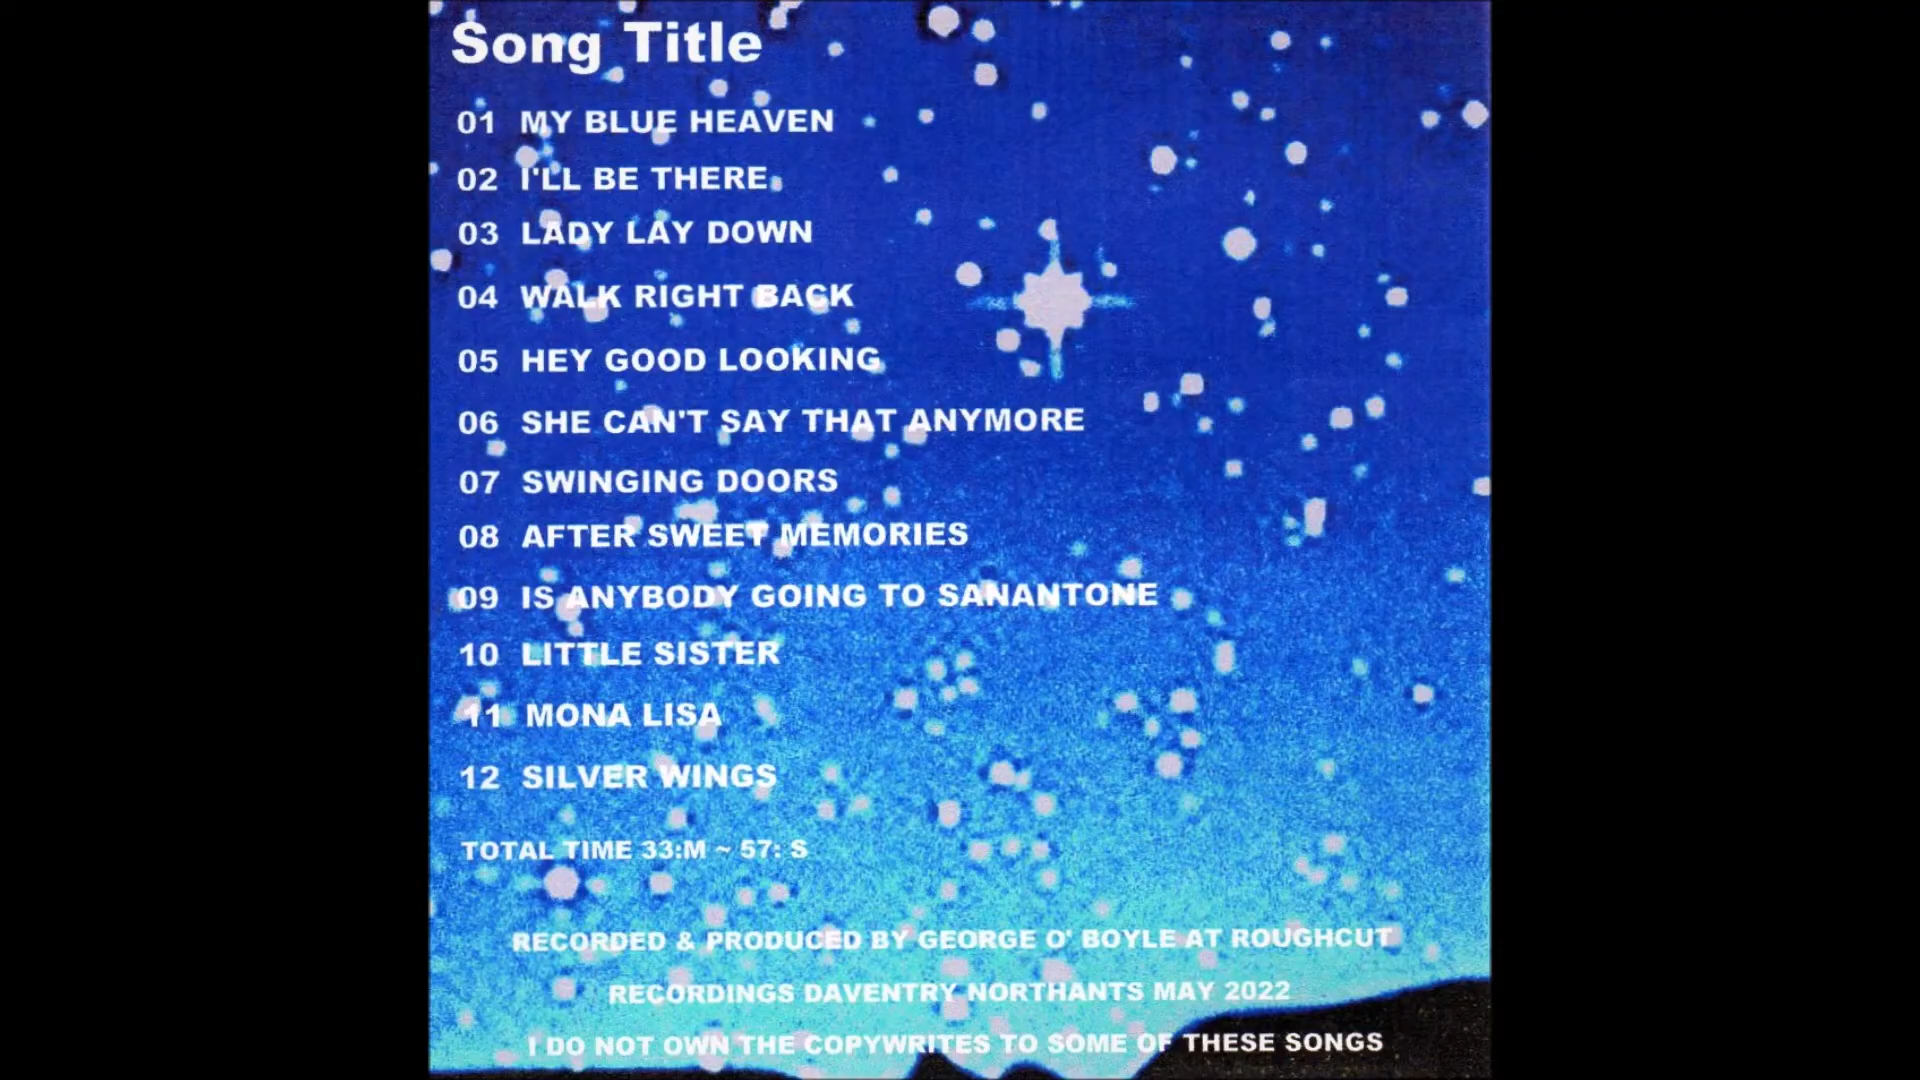 Song Title
01 MY BLUE HEAVEN
02 I'LL BE THERE
03 LADY LAY DOWN
04 WALK RIGHT BACK
05 HEY GOOD LOOKING
06 SHE CAN'T SAY THAT ANYMORE
07 SWINGING DOORS
08 AFTER SWEET MEMORIES
09 IS ANYBODY GOING TO SANANTONE
10 LITTLE SISTER
11 MONA LISA
12 SILVER WINGS
TOTAL TIME 33:M ~ 57: S
RECORDED & PRODUCED BY GEORGE O' BOYLE AT ROUGHCUT
RECORDINGS DAVENTRY NORTHANTS MAY 2022
I DO NOT OWN THE COPYWRITES TO SOME OF THESE SONGS